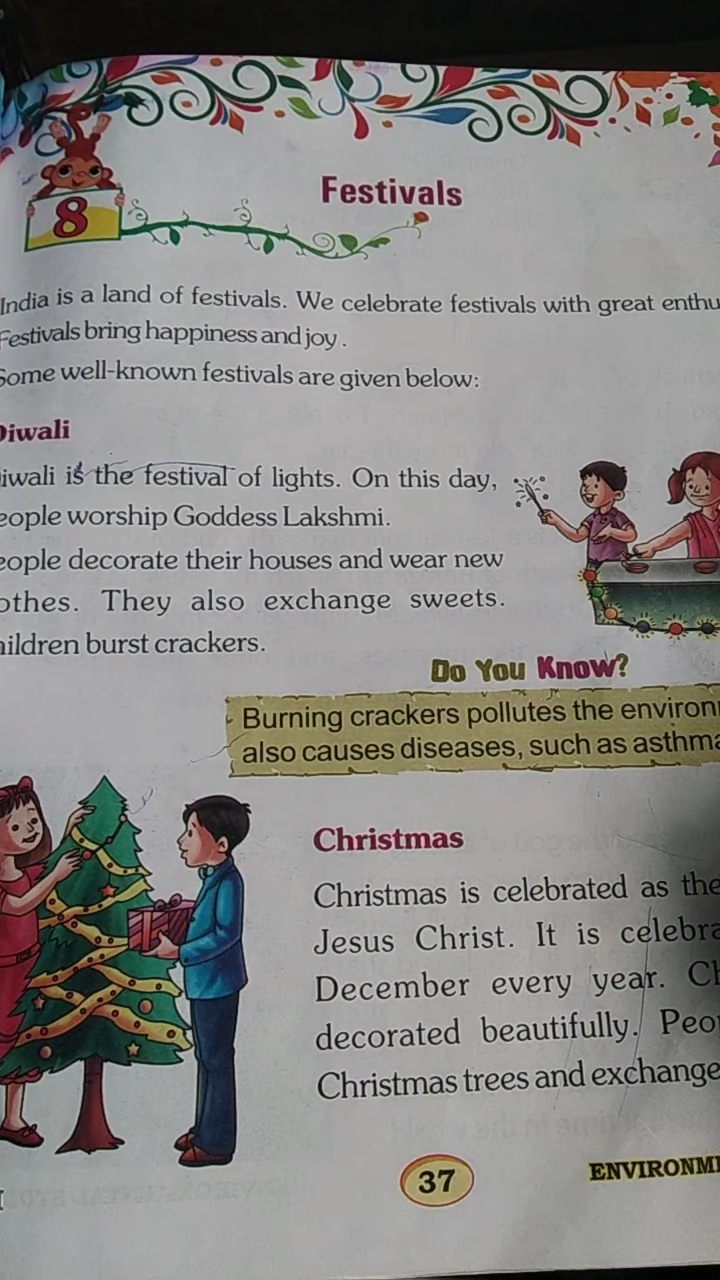 8
Festivals
India is a land of festivals. We celebrate festivals with great enthu
Festivals bring happiness and joy.
Some well-known festivals are given below:
Diwali
iwali is the festival of lights. On this day,
eople worship Goddess Lakshmi.
eople decorate their houses and wear new
othes. They also exchange sweets.
hildren burst crackers.
Do You Know?
Burning crackers pollutes the environ
also causes diseases, such as asthma
Christmas
Christmas is celebrated as the
Jesus Christ. It is celebra
December every year. Ch
decorated beautifully. Peo
Christmas trees and exchange
37
ENVIRONME